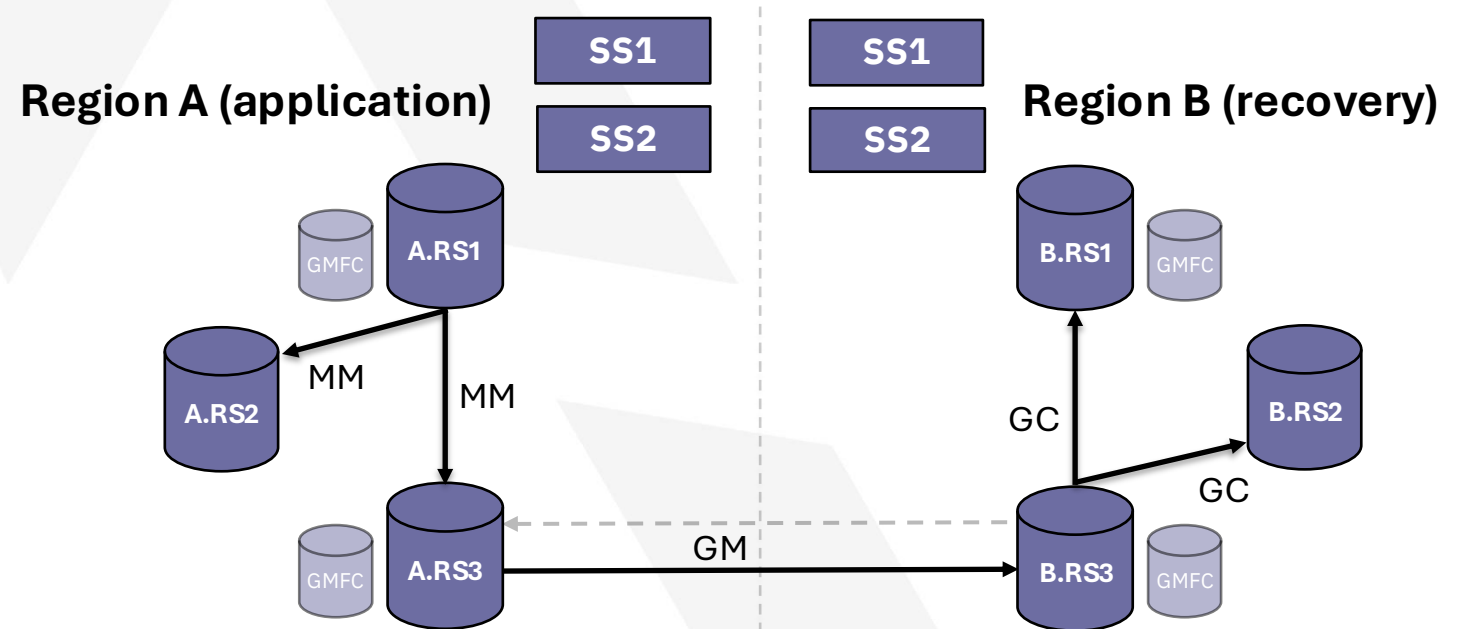 SS1
SS1
Region A (application)
Region B (recovery)
SS2
SS2
A.RS1
GMFC
B.RS1
GMFC
MM
A.RS2
MM
B.RS2
GC
GC
GM
A.RS3
GMFC
B.RS3
GMFC